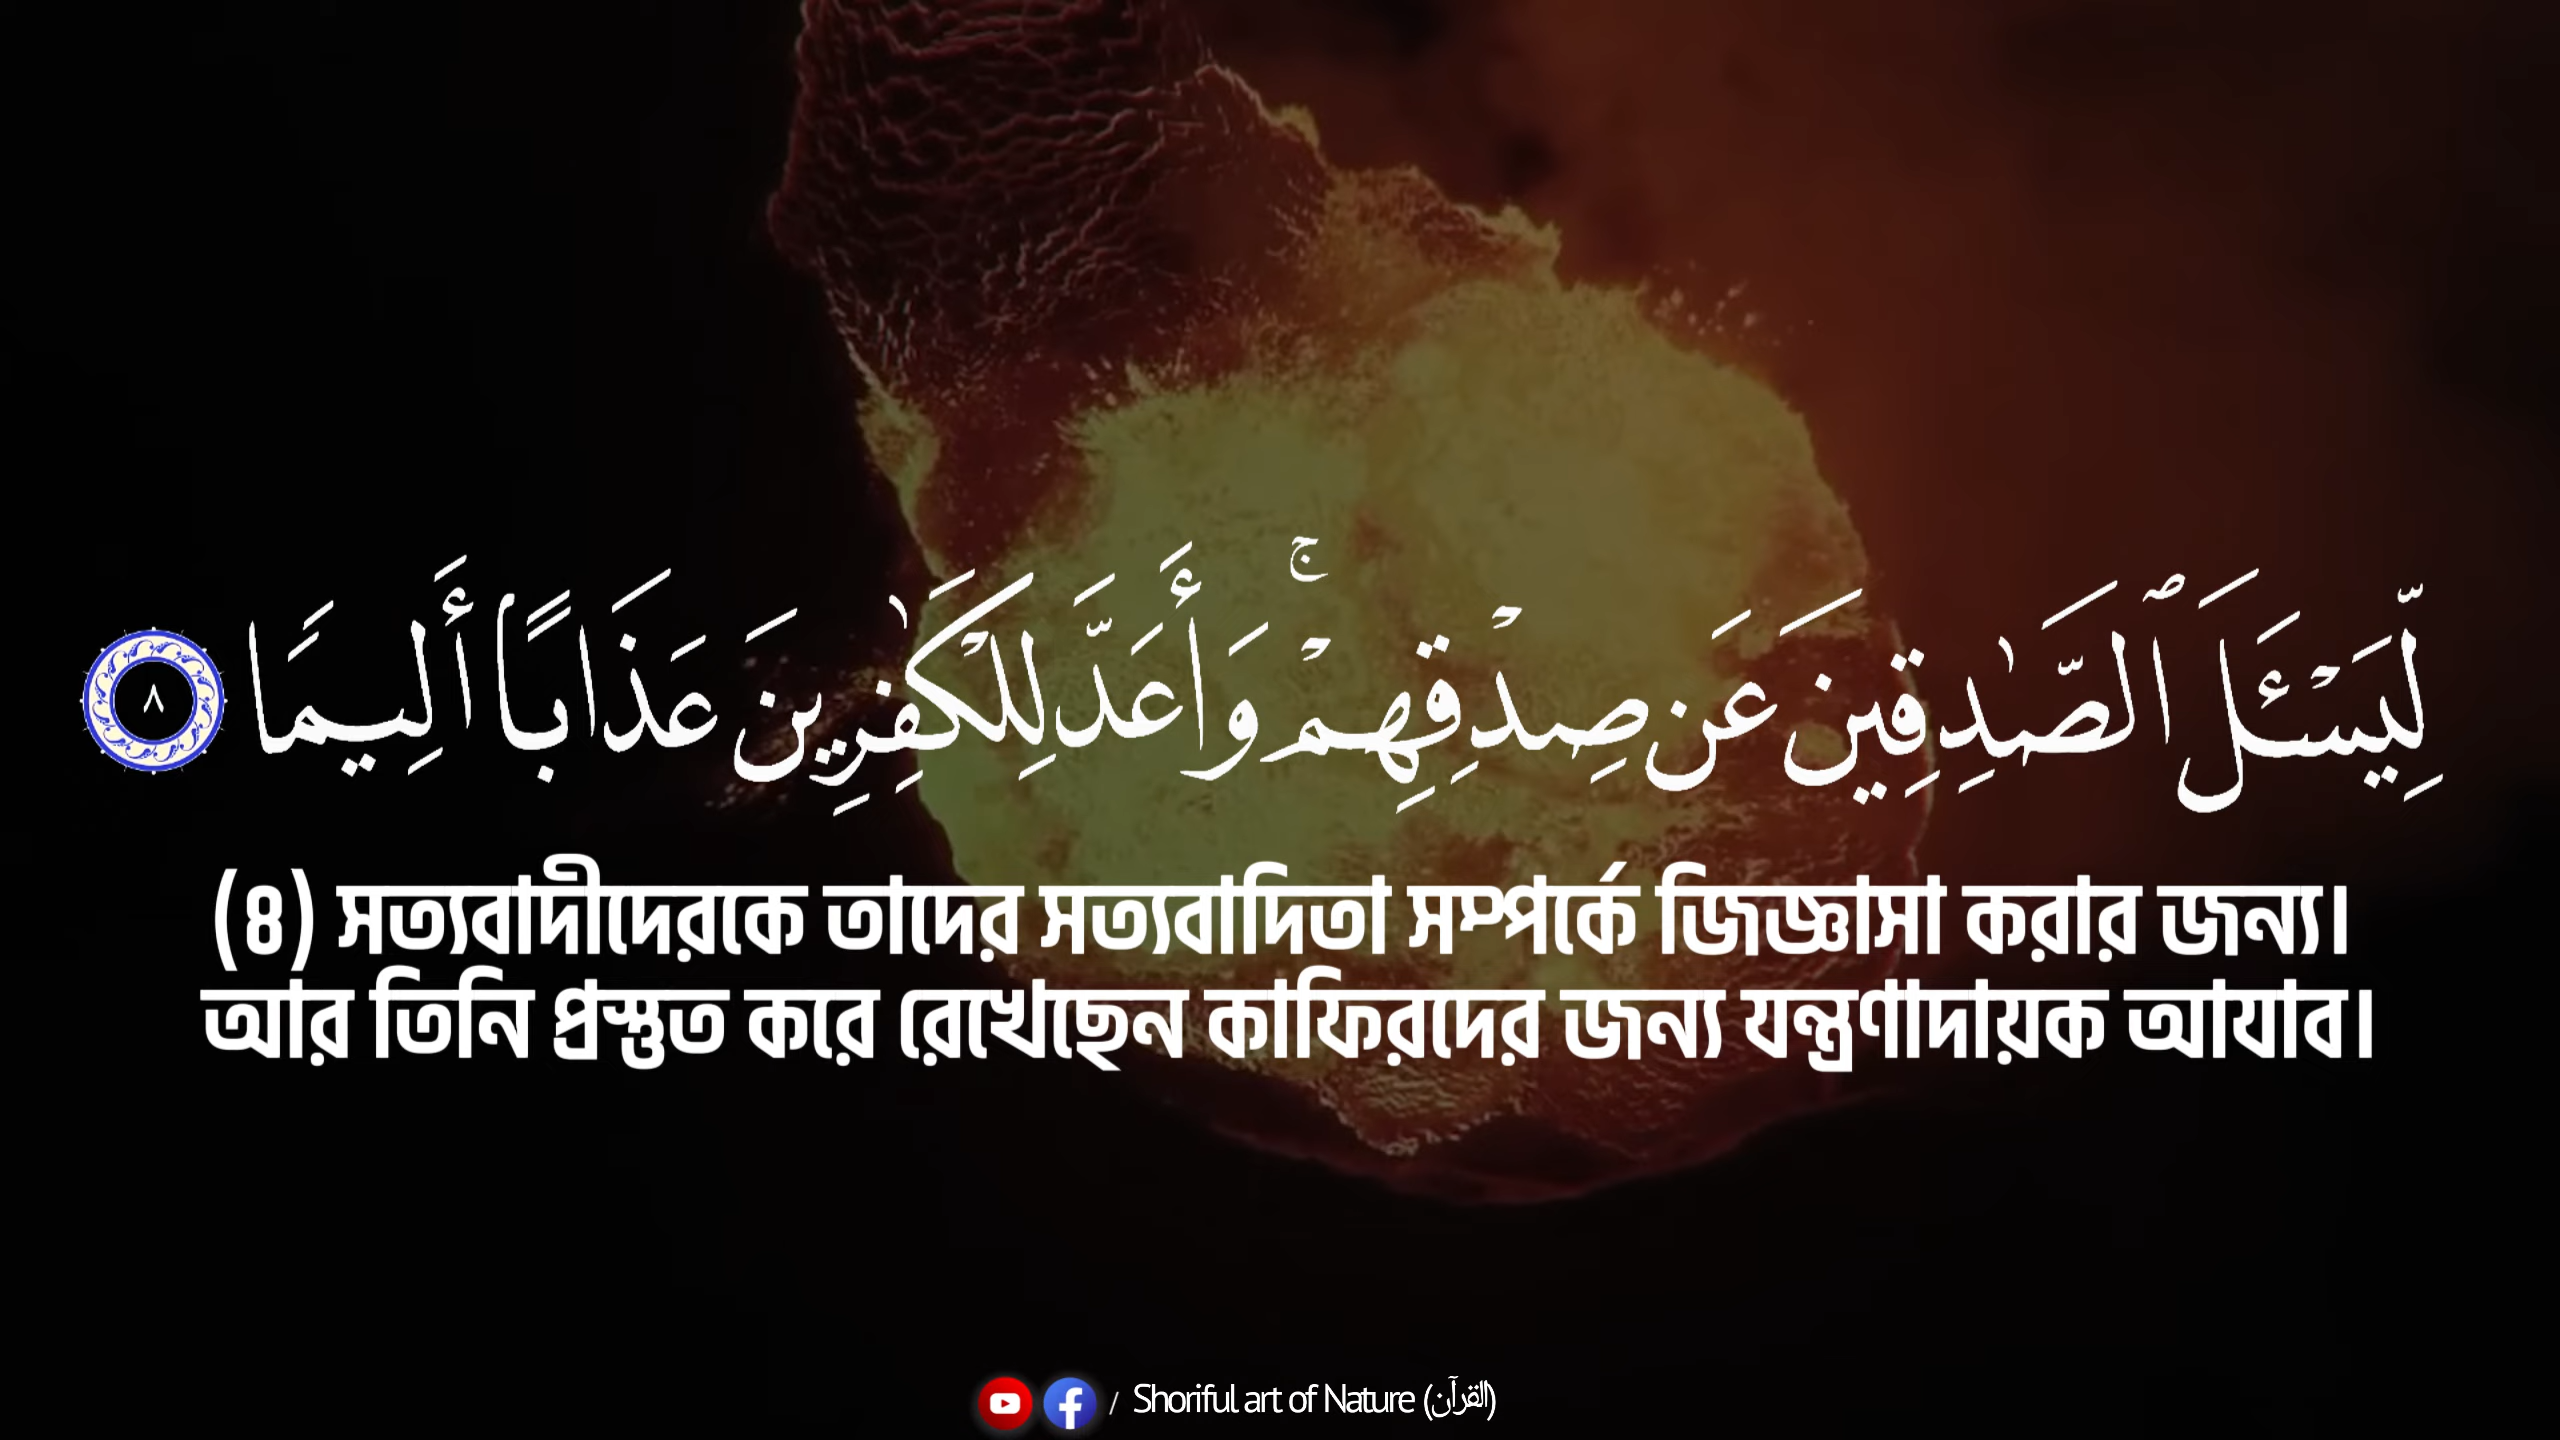 لِّيَسْـَٔلَ ٱلصَّـٰدِقِينَ عَن صِدْقِهِمْ ۚ وَأَعَدَّ لِلْكَـٰفِرِينَ عَذَابًا أَلِيمًا ٨
(৪) সত্যবাদীদেরকে তাদের সত্যবাদিতা সম্পর্কে জিজ্ঞাসা করার জন্য।
আর তিনি প্রস্তুত করে রেখেছেন কাফিরদের জন্য যন্ত্রণাদায়ক আযাব।
/ Shoriful art of Nature (القرآن)